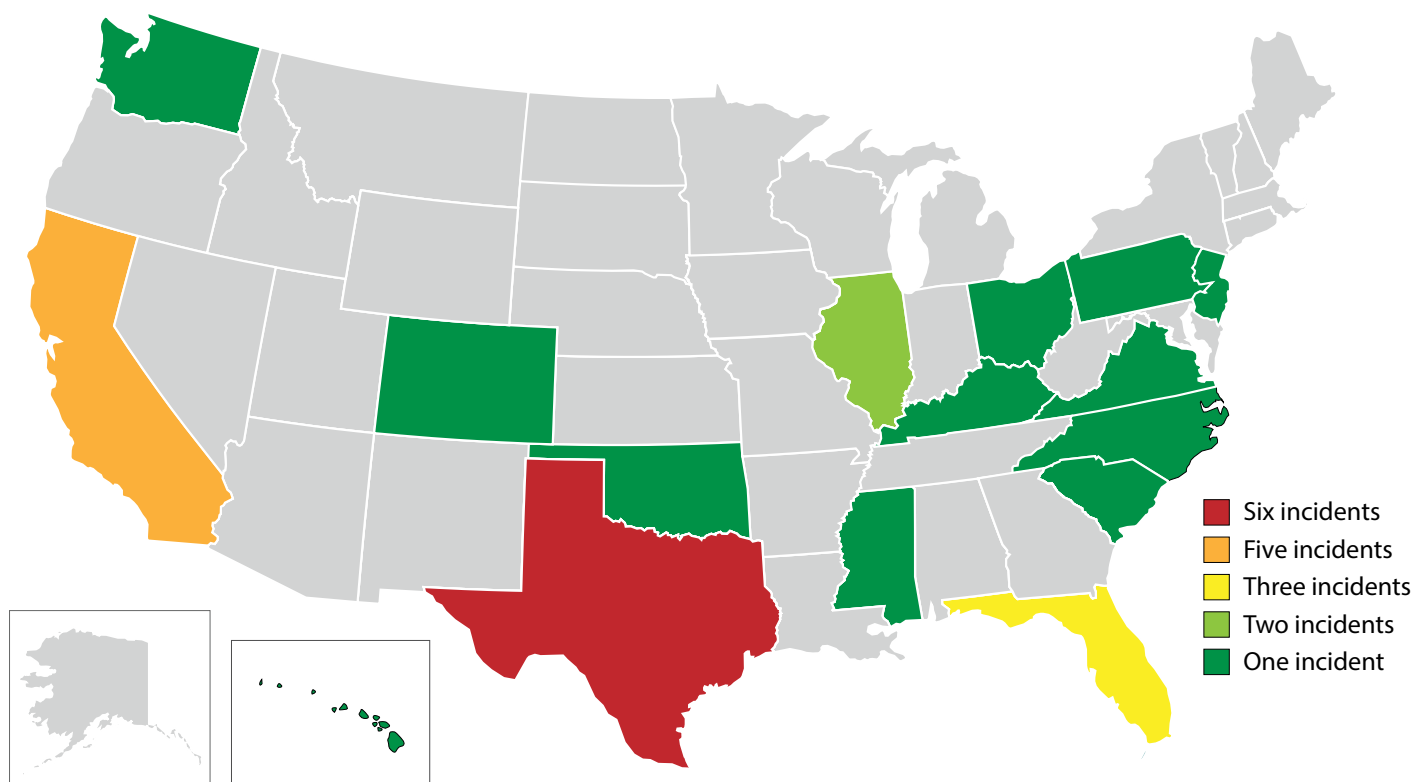 Six incidents
Five incidents
Three incidents
Two incidents
One incident